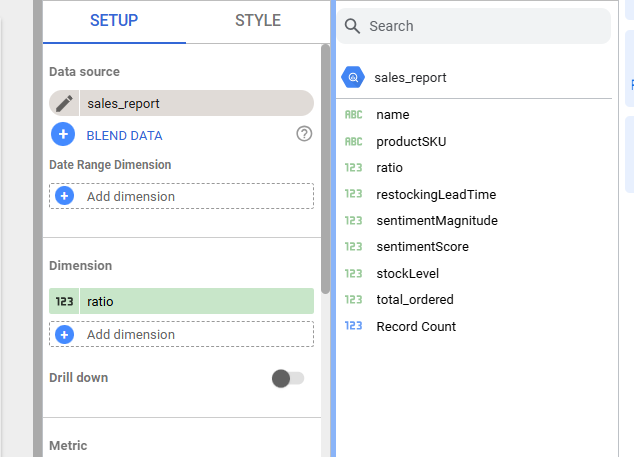 SETUP
STYLE
Data source
sales_report
BLEND DATA
Date Range Dimension
Add dimension
Dimension
123 ratio
Add dimension
Drill down
Metric
Search
sales_report
ABC name
ABC productSKU
123 ratio
123 restockingLeadTime
123 sentimentMagnitude
123 sentimentScore
123 stockLevel
123 total_ordered
123 Record Count